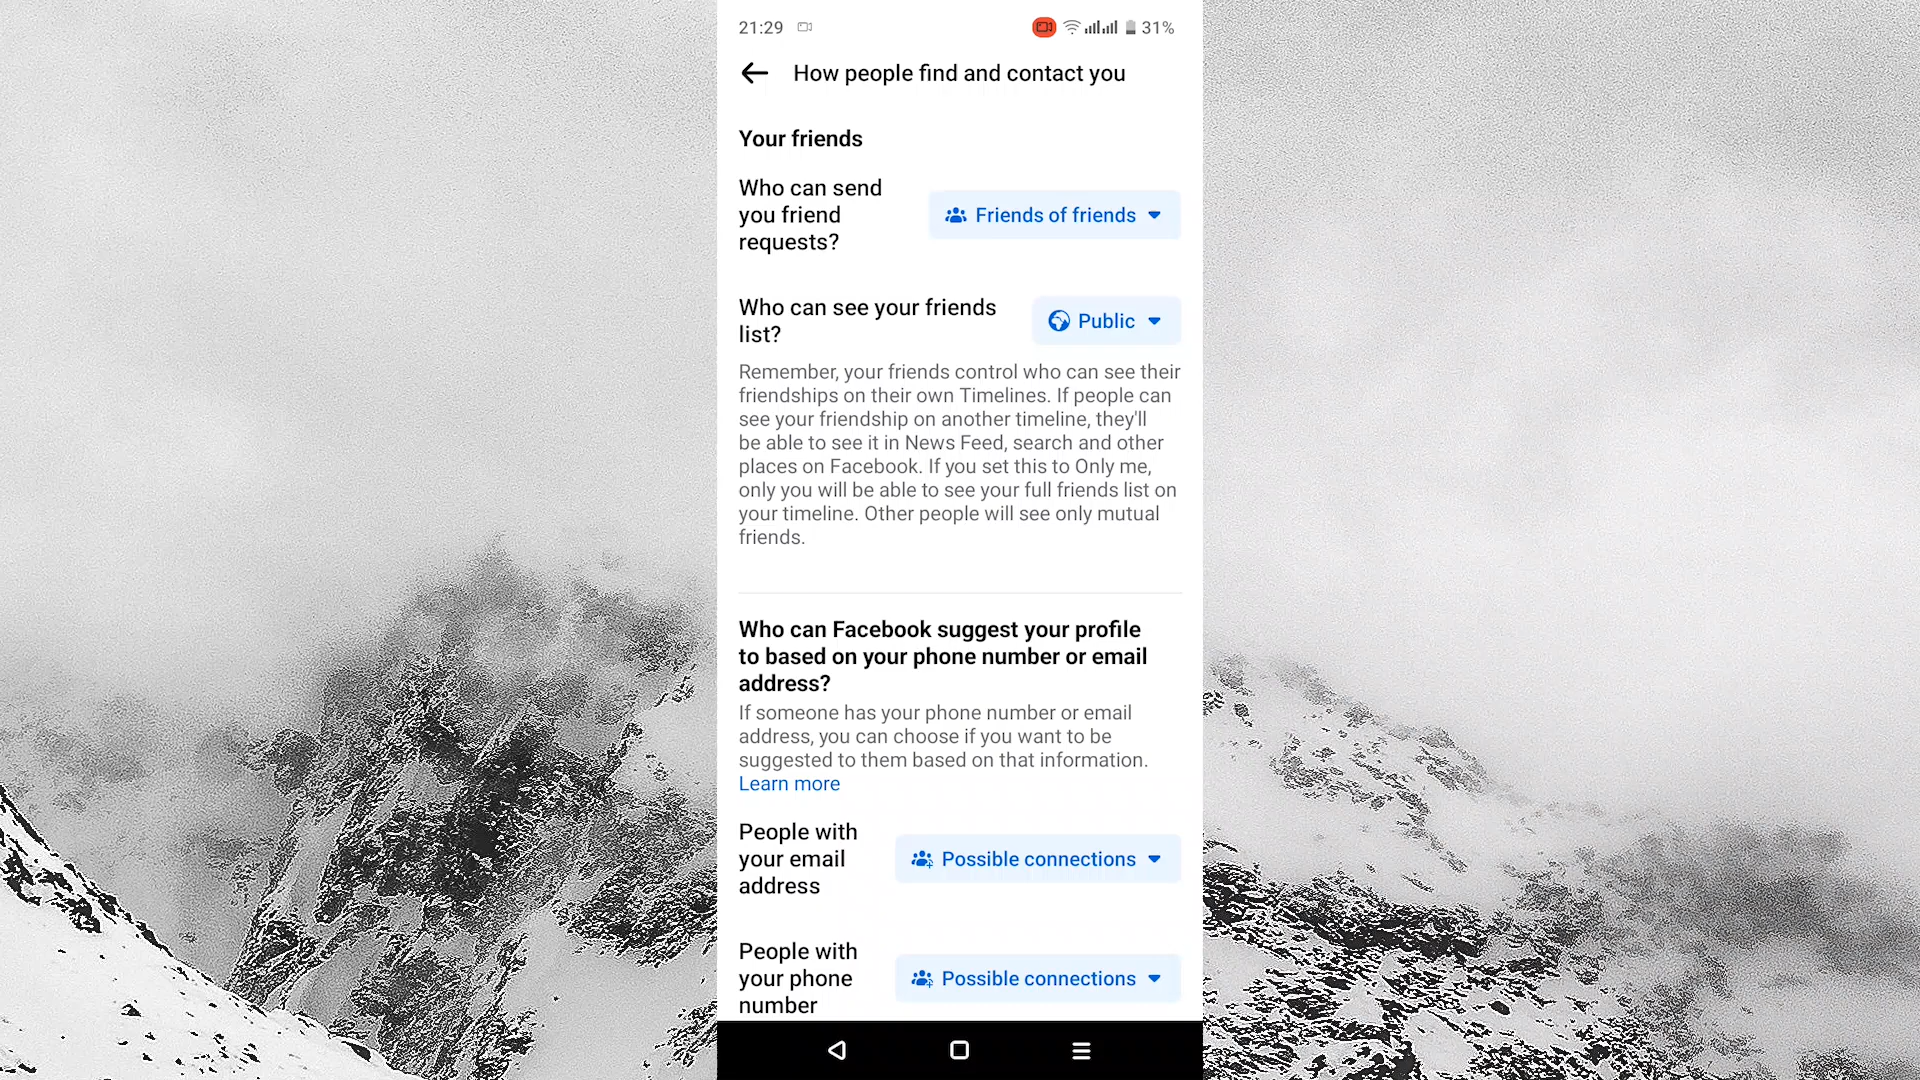 21:29
31%
How people find and contact you
Your friends
Who can send
you friend
requests?
Friends of friends
Who can see your friends
list?
Public
Remember, your friends control who can see their
friendships on their own Timelines. If people can
see your friendship on another timeline, they'll
be able to see it in News Feed, search and other
places on Facebook. If you set this to Only me,
only you will be able to see your full friends list on
your timeline. Other people will see only mutual
friends.
Who can Facebook suggest your profile
to based on your phone number or email
address?
If someone has your phone number or email
address, you can choose if you want to be
suggested to them based on that information.
Learn more
People with
your email
address
Possible connections
People with
your phone
number
Possible connections